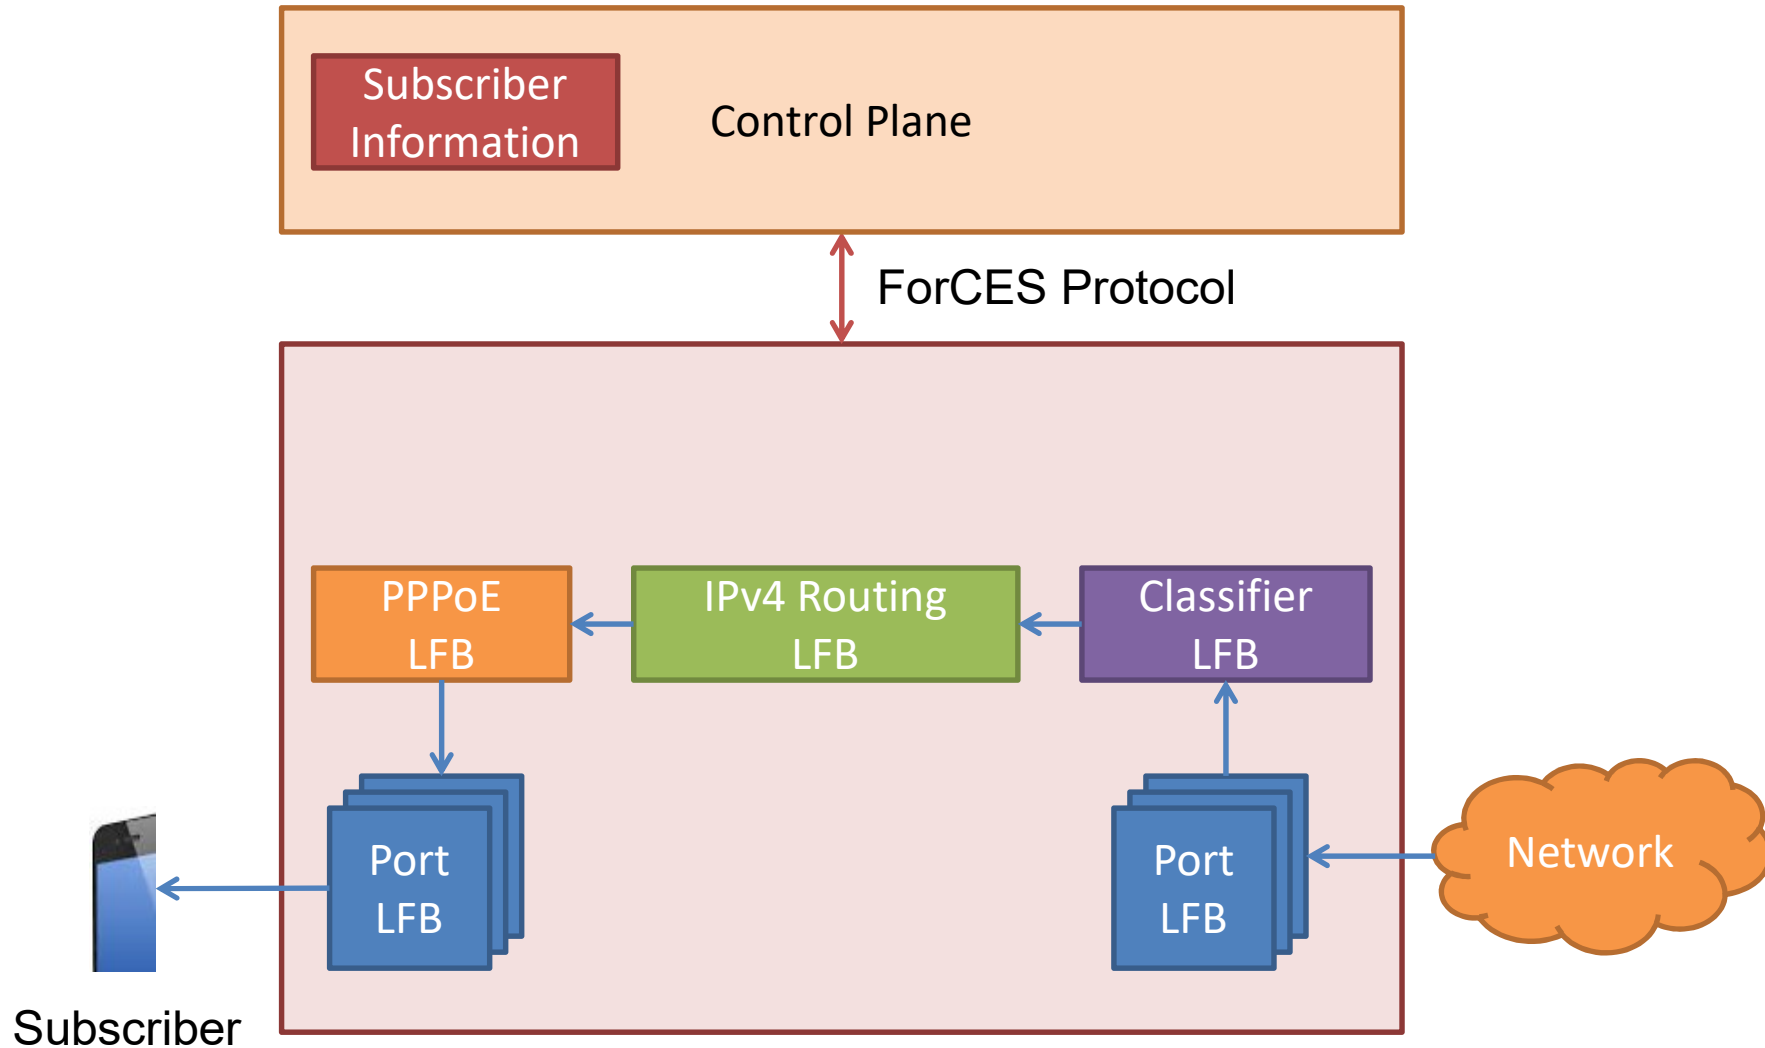 Subscriber
Information
Control Plane
ForCES Protocol
PPPoE
LFB
IPv4 Routing
LFB
Classifier
LFB
Port
LFB
Port
LFB
Network
Subscriber